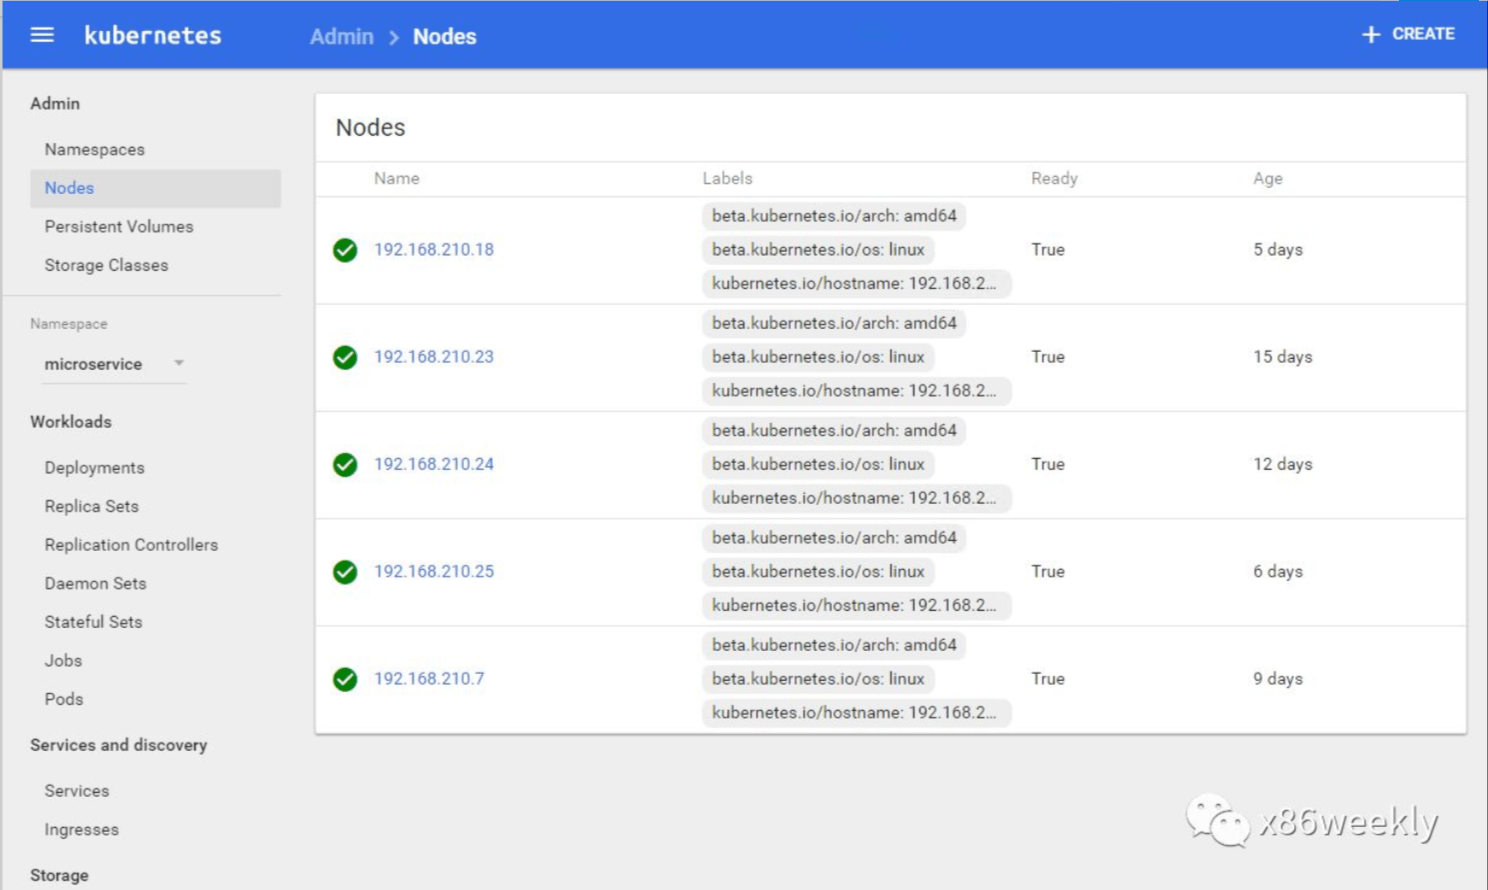 kubernetes
Admin > Nodes
+ CREATE
Admin
Namespaces
Nodes
Persistent Volumes
Storage Classes
Namespace
microservice
Workloads
Deployments
Replica Sets
Replication Controllers
Daemon Sets
Stateful Sets
Jobs
Pods
Services and discovery
Services
Ingresses
Storage
Nodes
Name Labels Ready Age
beta.kubernetes.io/arch: amd64
192.168.210.18 beta.kubernetes.io/os: linux True 5 days
kubernetes.io/hostname: 192.168.2...
beta.kubernetes.io/arch: amd64
192.168.210.23 beta.kubernetes.io/os: linux True 15 days
kubernetes.io/hostname: 192.168.2...
beta.kubernetes.io/arch: amd64
192.168.210.24 beta.kubernetes.io/os: linux True 12 days
kubernetes.io/hostname: 192.168.2...
beta.kubernetes.io/arch: amd64
192.168.210.25 beta.kubernetes.io/os: linux True 6 days
kubernetes.io/hostname: 192.168.2...
beta.kubernetes.io/arch: amd64
192.168.210.7 beta.kubernetes.io/os: linux True 9 days
kubernetes.io/hostname: 192.168.2...
x86weekly